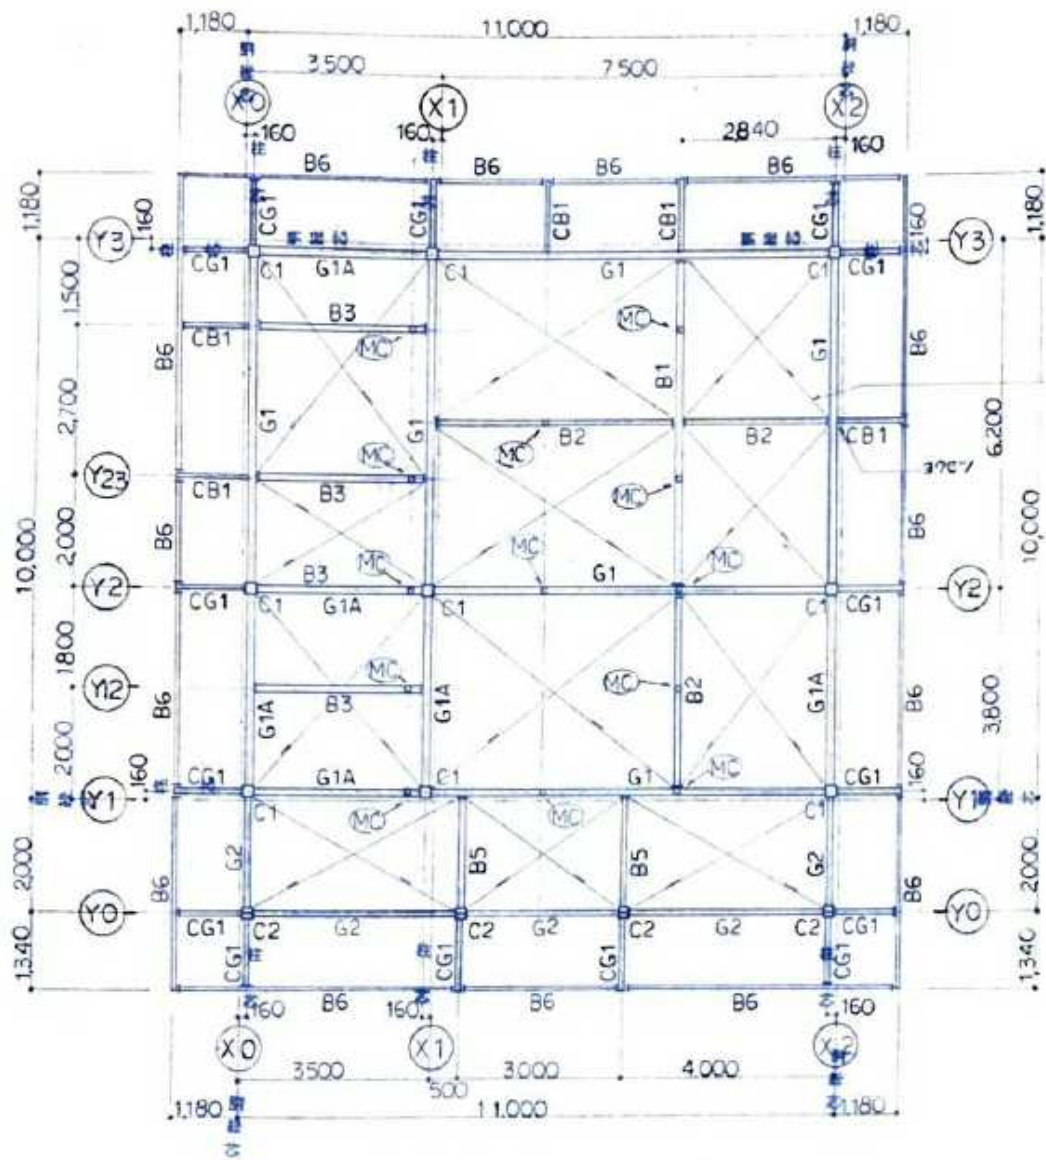 1,180 11,000 1,180
3,500 7,500
X0 X1 X2
160 160 2,840 160
B6 B6 B6 B6
1,180 160 CG1 CG1 CB1 CB1 CG1 160 1,180
Y3 Y3
CG1 C1 G1A C1 G1 C1 CG1
1,500
B3 MC
CB1 MC
B6 G1 G1 B1 G1 B6
2,700
MC B2 B2 CB1
6,200
Y23 MC MC
CB1 B3
10,000 10,000
2,000 B6 MC B6
B3 MC G1 MC
Y2 Y2
CG1 C1 G1A C1 C1 CG1
1800
Y12 MC MC
B6 G1A B3 G1A B2 G1A B6
3,800
2000
160 CG1 G1A C1 G1 MC CG1 160
Y1 Y1
C1 MC MC C1
2,000 B6 G2 B5 B5 G2 B6 2,000
Y0 Y0
CG1 C2 G2 C2 G2 C2 G2 C2 CG1
1,340 CG1 CG1 CG1 CG1 1,340
160 B6 160 B6 B6 160
X0 X1
3500 500 3,000 4,000
1,180 11,000 1,180